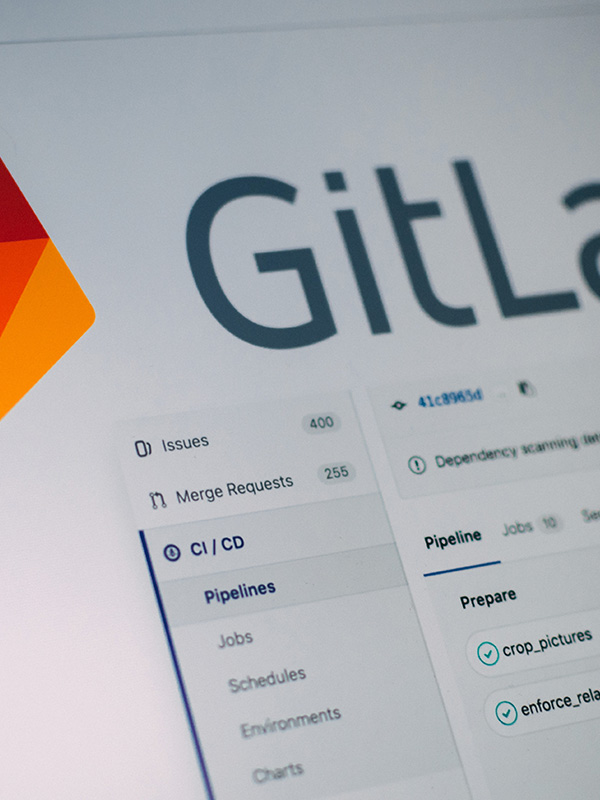 GitLa
Issues 400
Merge Requests 255
CI / CD
Pipelines
Jobs
Schedules
Environments
Charts
41c8965d
Dependency scanning
Pipeline Jobs 10
Prepare
crop_pictures
enforce_rela